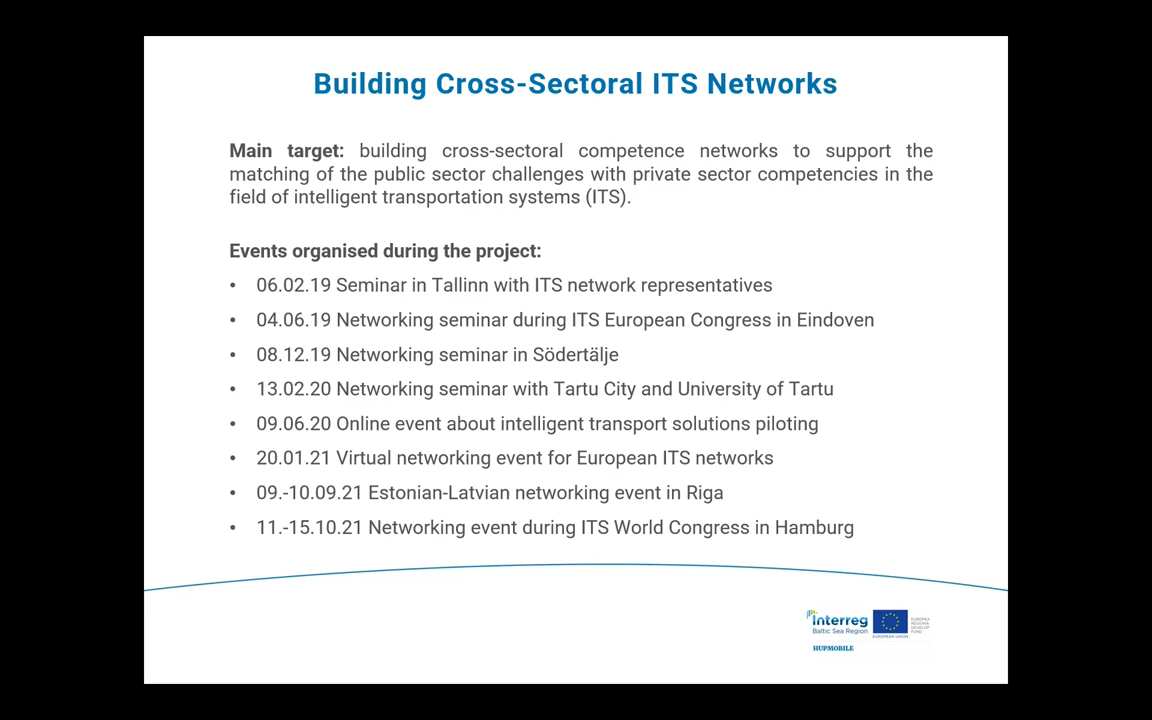 Building Cross-Sectoral ITS Networks
Main target: building cross-sectoral competence networks to support the
matching of the public sector challenges with private sector competencies in the
field of intelligent transportation systems (ITS).
Events organised during the project:
• 06.02.19 Seminar in Tallinn with ITS network representatives
• 04.06.19 Networking seminar during ITS European Congress in Eindoven
• 08.12.19 Networking seminar in Södertälje
• 13.02.20 Networking seminar with Tartu City and University of Tartu
• 09.06.20 Online event about intelligent transport solutions piloting
• 20.01.21 Virtual networking event for European ITS networks
• 09.-10.09.21 Estonian-Latvian networking event in Riga
• 11.-15.10.21 Networking event during ITS World Congress in Hamburg
Interreg
Baltic Sea Region
EUROPEAN UNION
EUROPEA
REGIONA
DEVELOP
FUND
HUPMOBILE